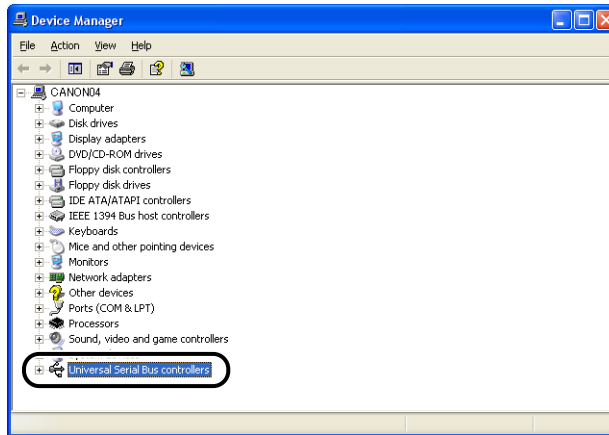 Device Manager
File Action View Help
CANON04
Computer
Disk drives
Display adapters
DVD/CD-ROM drives
Floppy disk controllers
Floppy disk drives
IDE ATA/ATAPI controllers
IEEE 1394 Bus host controllers
Keyboards
Mice and other pointing devices
Monitors
Network adapters
Other devices
Ports (COM & LPT)
Processors
Sound, video and game controllers
Universal Serial Bus controllers